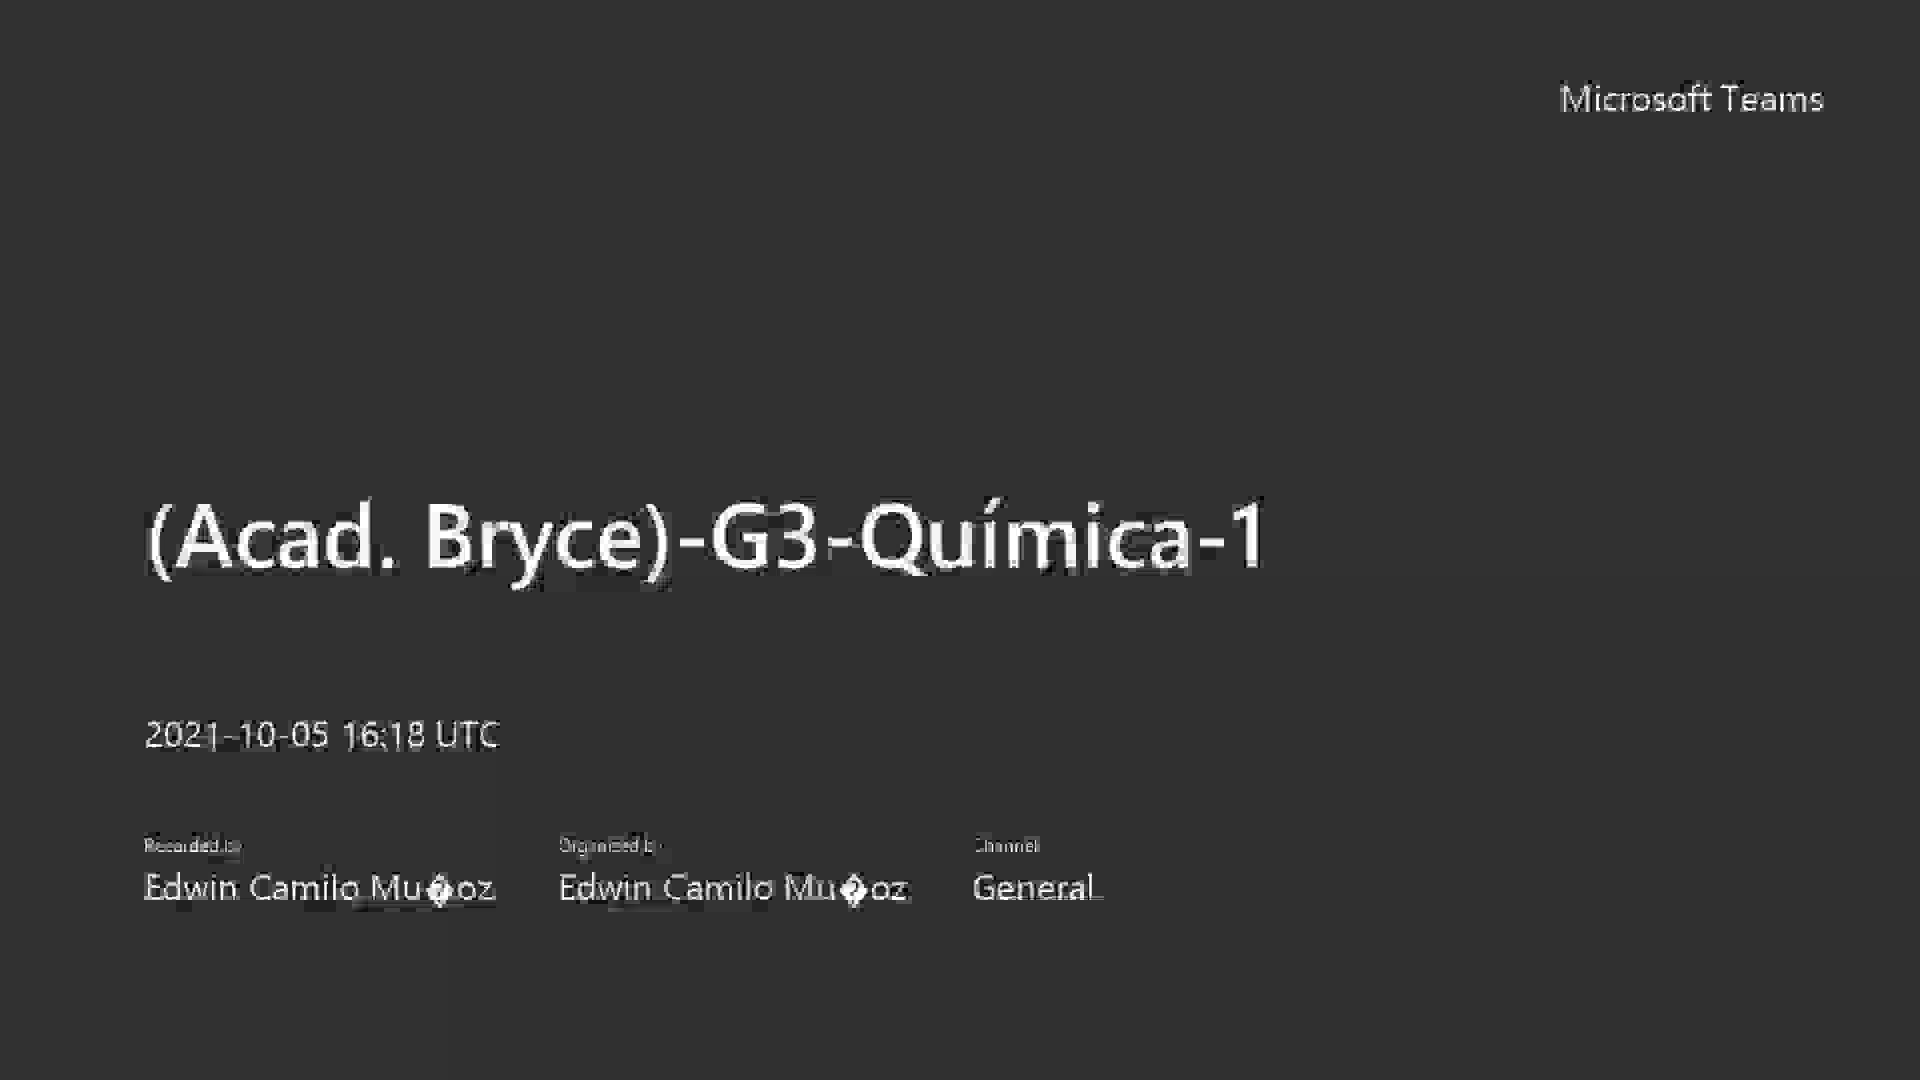 Microsoft Teams
(Acad. Bryce)-G3-Química-1
2021-10-05 16:18 UTC
Recorded by
Organized by
Channel
Edwin Camilo Mu�oz
Edwin Camilo Mu�oz
General